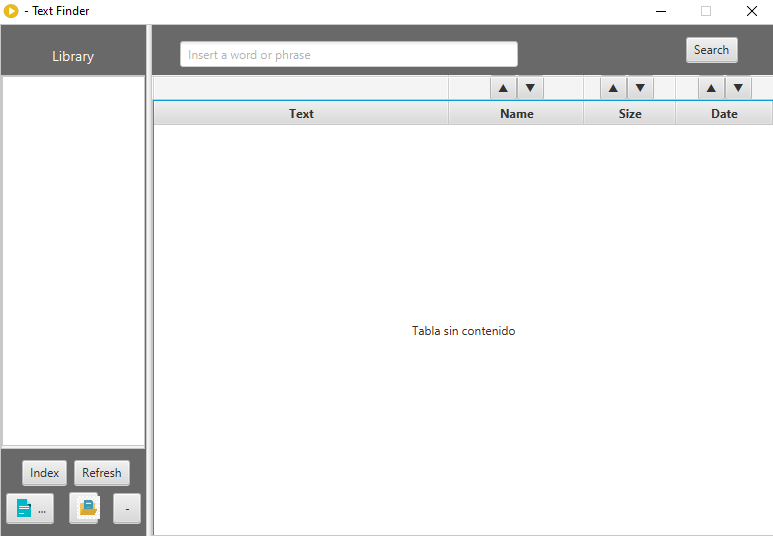 - Text Finder
Library
Insert a word or phrase
Search
▲ ▼ ▲ ▼ ▲ ▼
Text Name Size Date
Tabla sin contenido
Index Refresh
... -